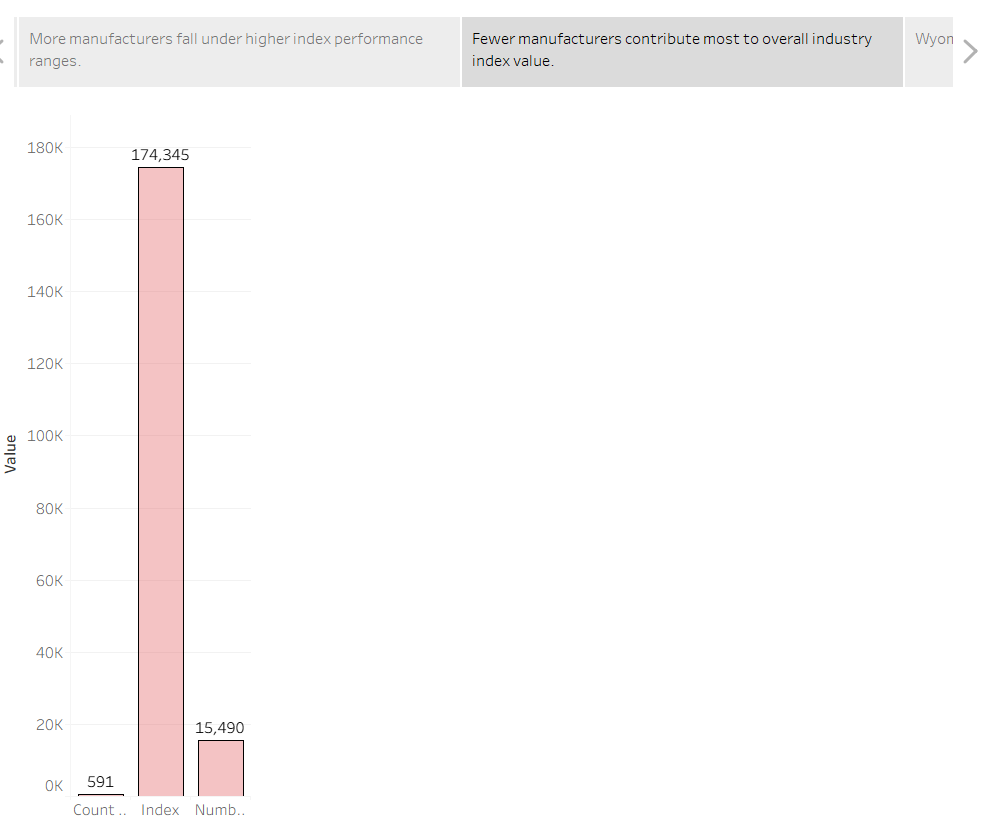 More manufacturers fall under higher index performance
ranges.
Fewer manufacturers contribute most to overall industry
index value.
Wyon
180K
160K
140K
120K
100K
80K
60K
40K
20K
0K
Value
174,345
15,490
591
Count ..
Index
Numb..